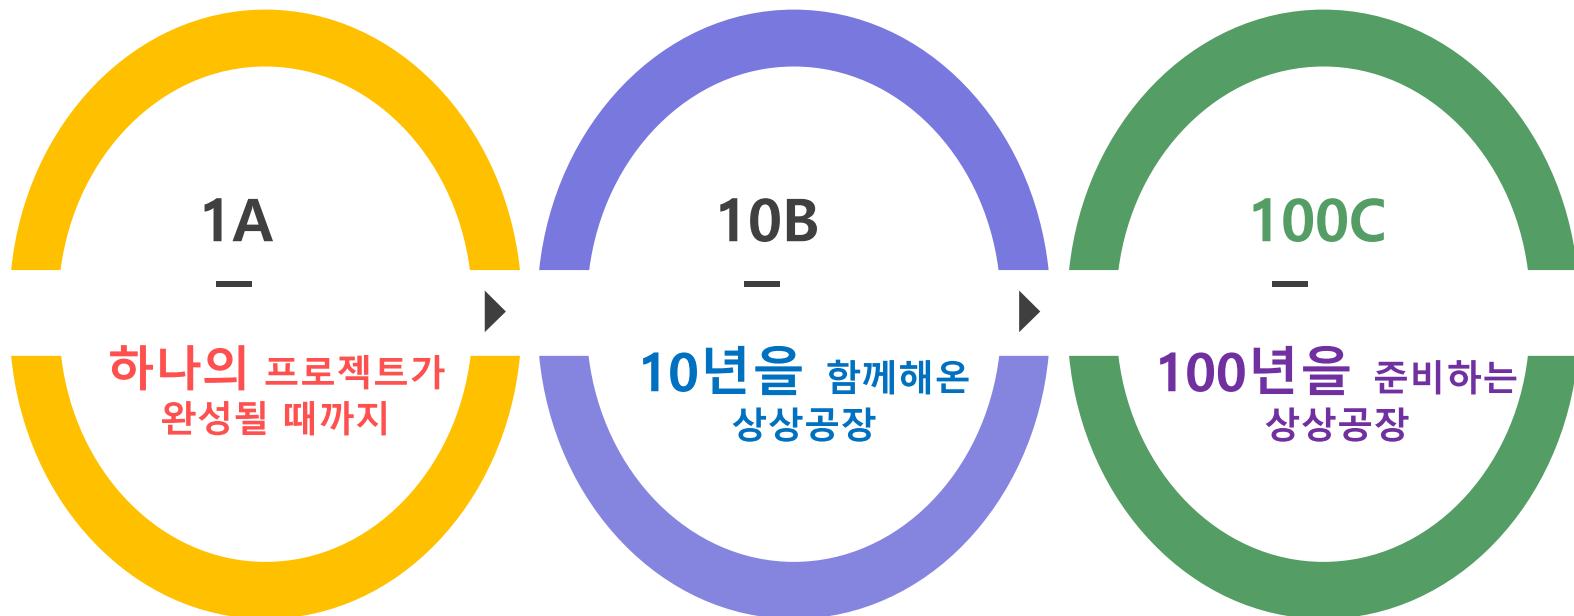 1A
하나의 프로젝트가
완성될 때까지
10B
10년을 함께해온
상상공장
100C
100년을 준비하는
상상공장